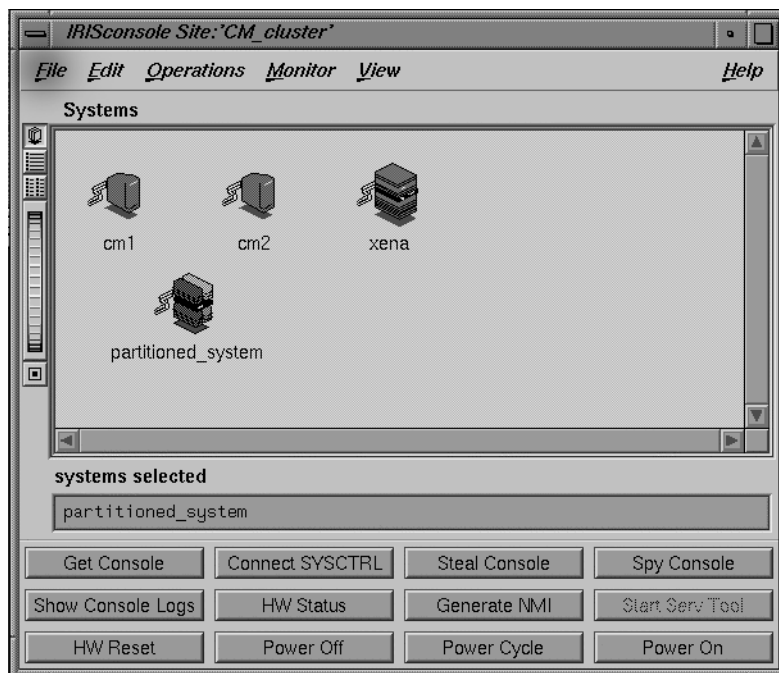 IRISconsole Site:'CM_cluster'
File Edit Operations Monitor View Help
Systems
cm1 cm2 xena
partitioned_system
systems selected
partitioned_system
Get Console Connect SYSCTRL Steal Console Spy Console
Show Console Logs HW Status Generate NMI Start Serv Tool
HW Reset Power Off Power Cycle Power On